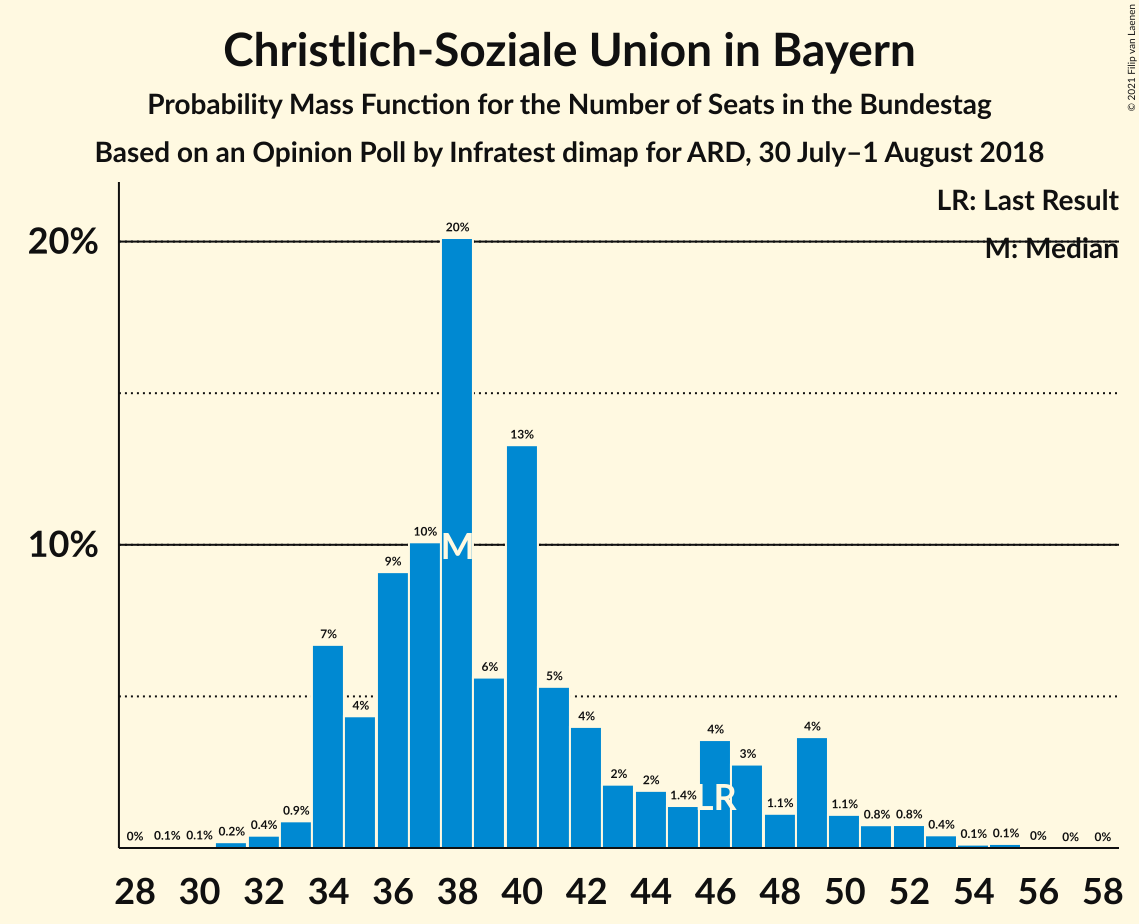 Christlich-Soziale Union in Bayern
Probability Mass Function for the Number of Seats in the Bundestag
Based on an Opinion Poll by Infratest dimap for ARD, 30 July–1 August 2018
© 2021 Filip van Laenen
LR: Last Result
M: Median
20%
10%
0% 0.1% 0.1% 0.2% 0.4% 0.9% 7% 4% 9% 10% 20% 6% 13% 5% 4% 2% 2% 1.4% 4% 3% 1.1% 4% 1.1% 0.8% 0.8% 0.4% 0.1% 0.1% 0% 0% 0%
M
LR
28 30 32 34 36 38 40 42 44 46 48 50 52 54 56 58